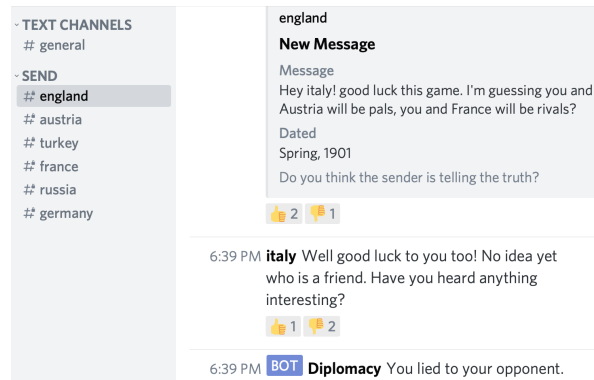 TEXT CHANNELS
# general
SEND
# england
# austria
# turkey
# france
# russia
# germany
england
New Message
Message
Hey italy! good luck this game. I'm guessing you and
Austria will be pals, you and France will be rivals?
Dated
Spring, 1901
Do you think the sender is telling the truth?
👍 2 👎 1
6:39 PM italy Well good luck to you too! No idea yet
who is a friend. Have you heard anything
interesting?
👍 1 👎 2
6:39 PM BOT Diplomacy You lied to your opponent.